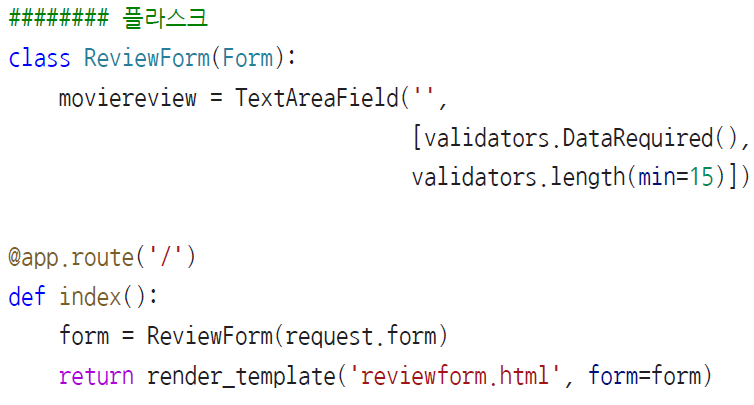 ######## 플라스크
class ReviewForm(Form):
    moviereview = TextAreaField('',
                                [validators.DataRequired(),
                                validators.length(min=15)])
@app.route('/')
def index():
    form = ReviewForm(request.form)
    return render_template('reviewform.html', form=form)